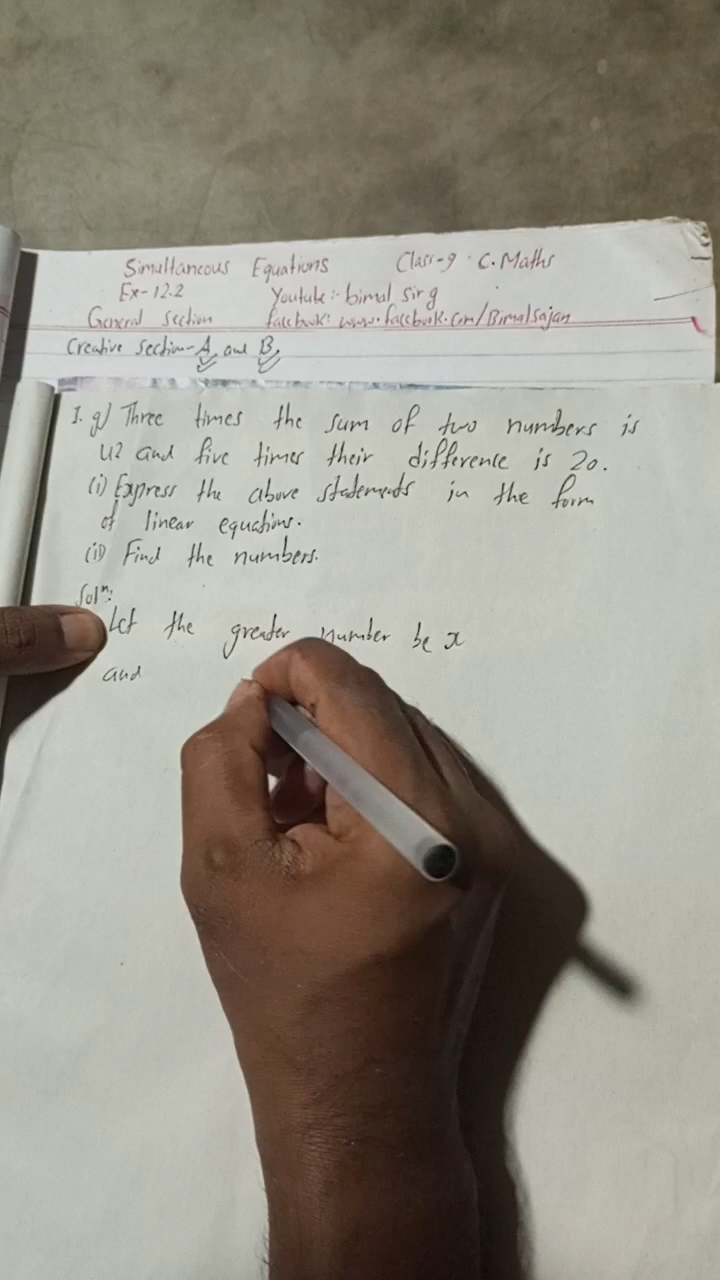 Simultaneous Equations Class-9 C. Maths
Ex-12.2 Youtube:- bimal sir g
General section facebook: www.facebook.com/Bimalsajan
Creative section-A and B
1. g) Three times the sum of two numbers is
42 and five times their difference is 20.
(i) Express the above statements in the form
of linear equations.
(ii) Find the numbers.
Solⁿ:
Let the greater number be x
and